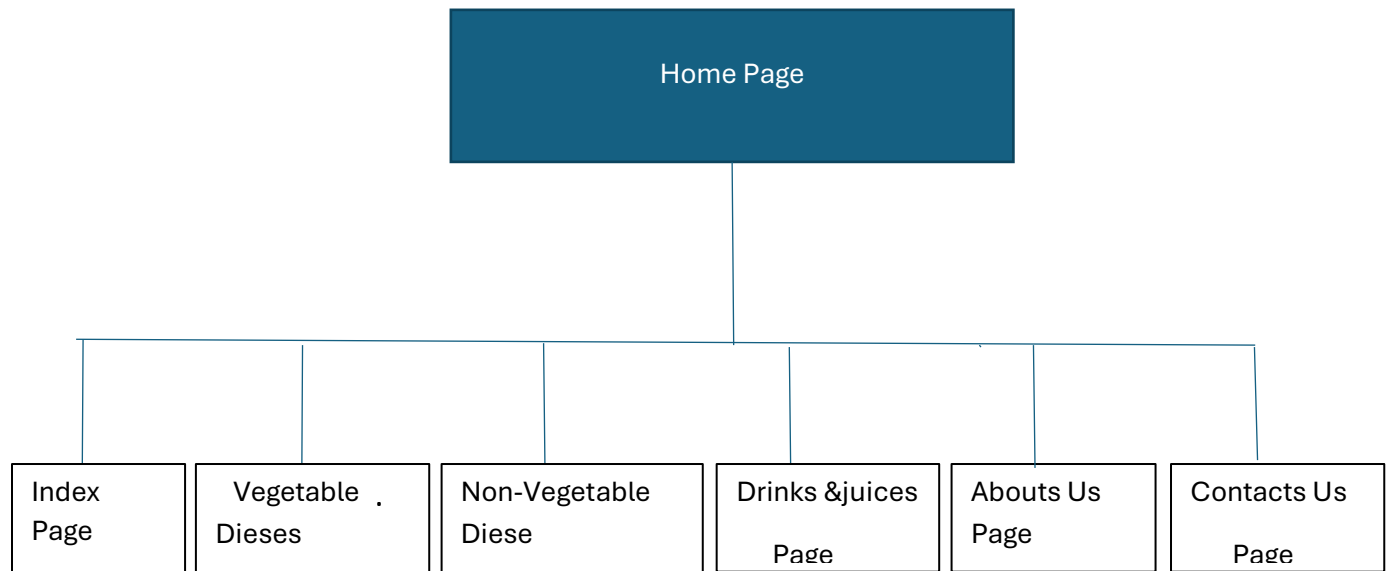 Home Page
Index
Page
Vegetable .
Dieses
Non-Vegetable
Diese
Drinks &juices
Page
Abouts Us
Page
Contacts Us
Page